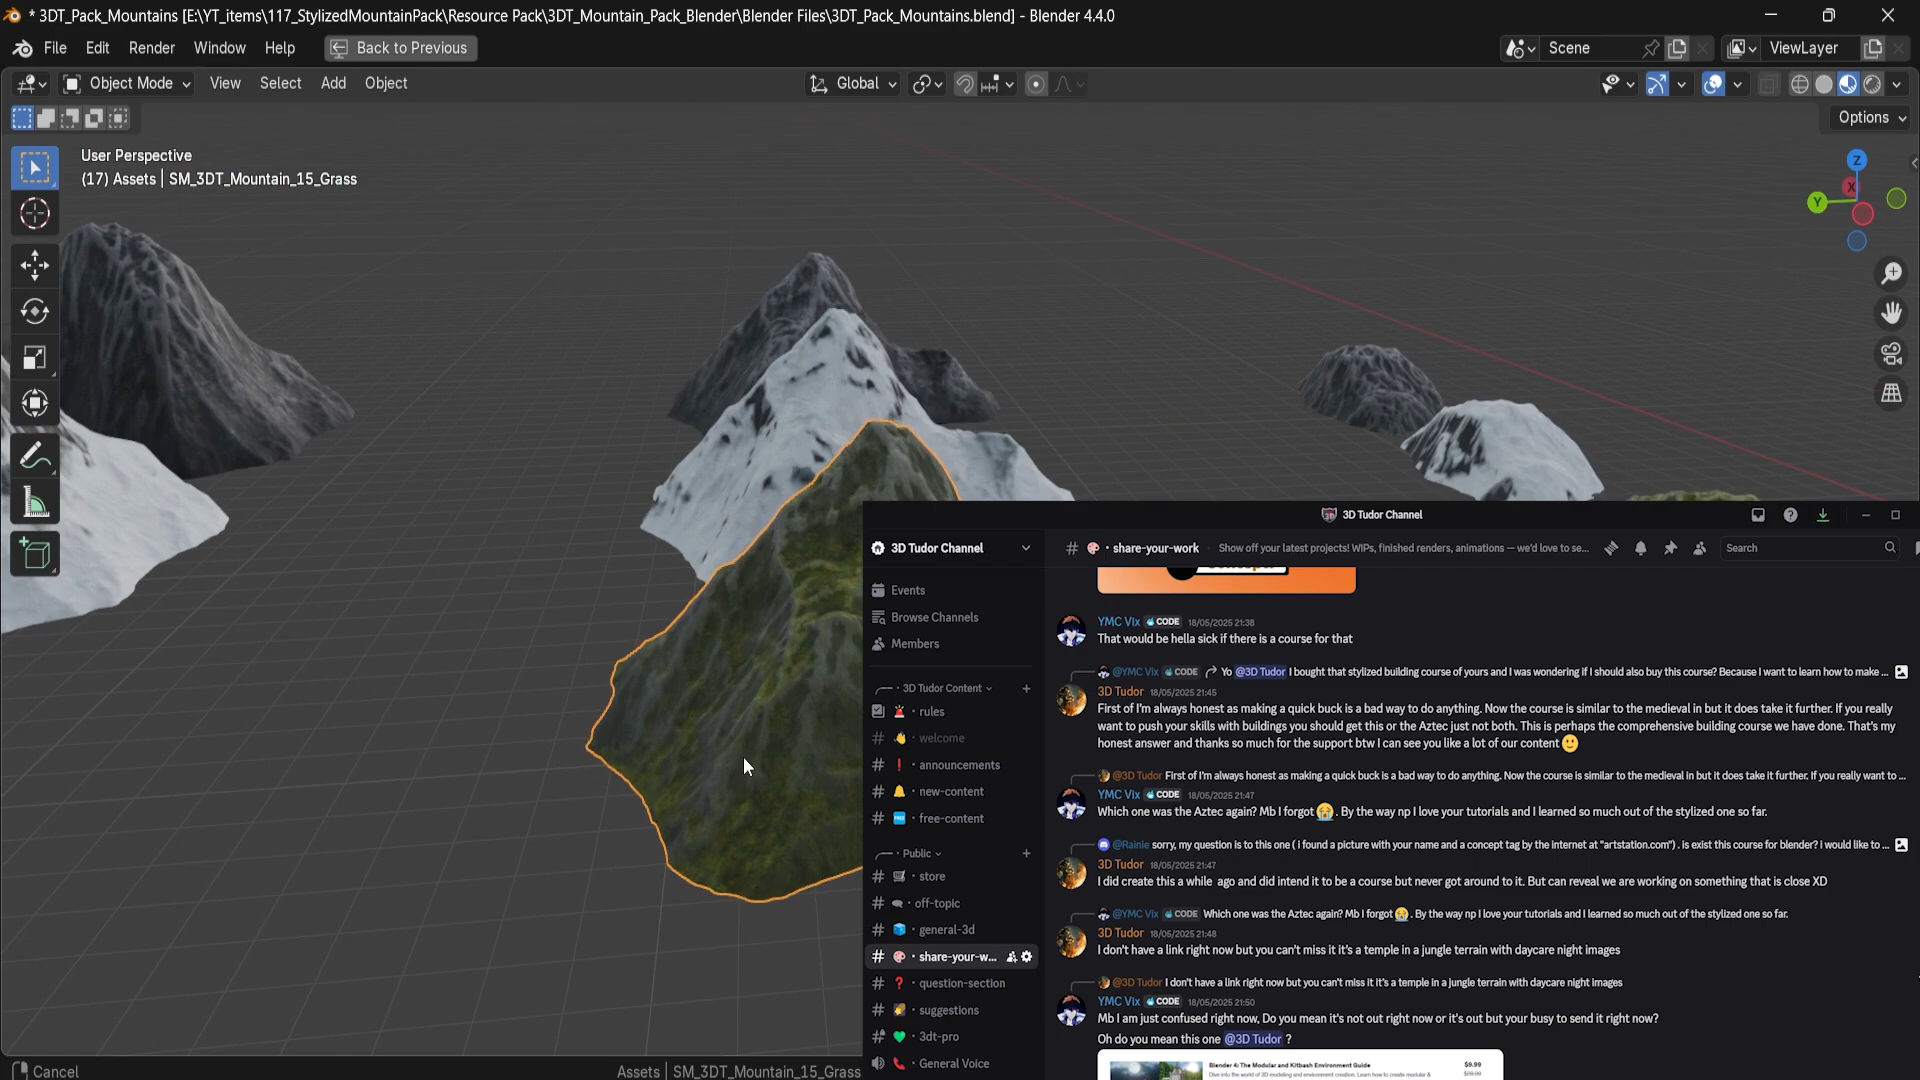 * 3DT_Pack_Mountains [E:\YT_items\117_StylizedMountainPack\Resource Pack\3DT_Mountain_Pack_Blender\Blender Files\3DT_Pack_Mountains.blend] - Blender 4.4.0
File Edit Render Window Help Back to Previous Scene ViewLayer
Object Mode View Select Add Object Global
Options
User Perspective
(17) Assets | SM_3DT_Mountain_15_Grass
Z
X
Y
3D Tudor Channel
3D Tudor Channel
# • share-your-work Show off your latest projects! WIPs, finished renders, animations — we'd love to se... Search
Events
Browse Channels
Members
3D Tudor Content
rules
welcome
announcements
new-content
free-content
Public
store
off-topic
general-3d
share-your-w...
question-section
suggestions
3dt-pro
General Voice
YMC Vix CODE 18/05/2025 21:38
That would be hella sick if there is a course for that
@YMC Vix CODE Yo @3D Tudor I bought that stylized building course of yours and I was wondering if I should also buy this course? Because I want to learn how to make ...
3D Tudor 18/05/2025 21:45
First of I'm always honest as making a quick buck is a bad way to do anything. Now the course is similar to the medieval in but it does take it further. If you really
want to push your skills with buildings you should get this or the Aztec just not both. This is perhaps the comprehensive building course we have done. That's my
honest answer and thanks so much for the support btw I can see you like a lot of our content 🙂
@3D Tudor First of I'm always honest as making a quick buck is a bad way to do anything. Now the course is similar to the medieval in but it does take it further. If you really want to ...
YMC Vix CODE 18/05/2025 21:47
Which one was the Aztec again? Mb I forgot 😭. By the way np I love your tutorials and I learned so much out of the stylized one so far.
@Rainie sorry, my question is to this one ( i found a picture with your name and a concept tag by the internet at "artstation.com") . is exist this course for blender? i would like to ...
3D Tudor 18/05/2025 21:47
I did create this a while ago and did intend it to be a course but never got around to it. But can reveal we are working on something that is close XD
@YMC Vix CODE Which one was the Aztec again? Mb I forgot 😭. By the way np I love your tutorials and I learned so much out of the stylized one so far.
3D Tudor 18/05/2025 21:48
I don't have a link right now but you can't miss it it's a temple in a jungle terrain with daycare night images
@3D Tudor I don't have a link right now but you can't miss it it's a temple in a jungle terrain with daycare night images
YMC Vix CODE 18/05/2025 21:50
Mb I am just confused right now, Do you mean it's not out right now or it's out but your busy to send it right now?
Oh do you mean this one @3D Tudor ?
Blender 4: The Modular and Kitbash Environment Guide $9.99
Cancel Assets | SM_3DT_Mountain_15_Grass